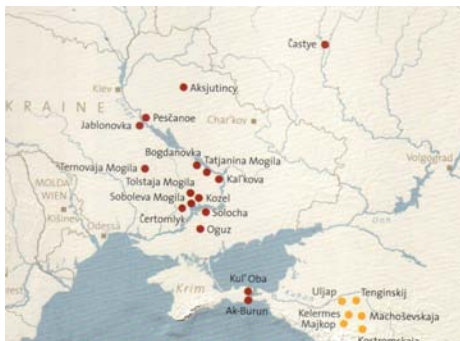 Častye
Aksjutincy
Kiev
KRAINE
Pesčanoe
Char'kov
Jablonovka
Bogdanovka
Tatjanina Mogila
Volgograd
Ternovaja Mogila
Kal'kova
MOLDA
WIEN
Tolstaja Mogila
Soboleva Mogila
Kozel
Kišinev
Čertomlyk
Solocha
Don
Odessa
Oguz
Kul' Oba
Krim
Kuban
Uljap
Tenginskij
Ak-Burun
Kelermes
Machoševskaja
Majkop
Kostromskaja